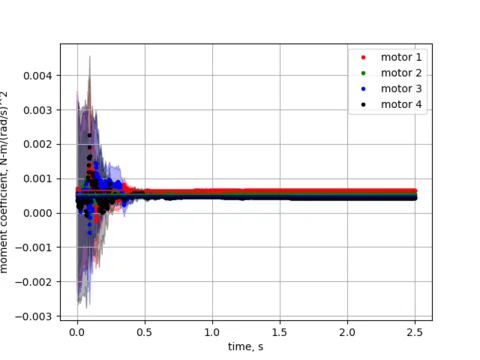 motor 1
motor 2
motor 3
motor 4
0.004
0.003
0.002
0.001
0.000
−0.001
−0.002
−0.003
moment coefficient, N-m/(rad/s)^2
0.0 0.5 1.0 1.5 2.0 2.5
time, s